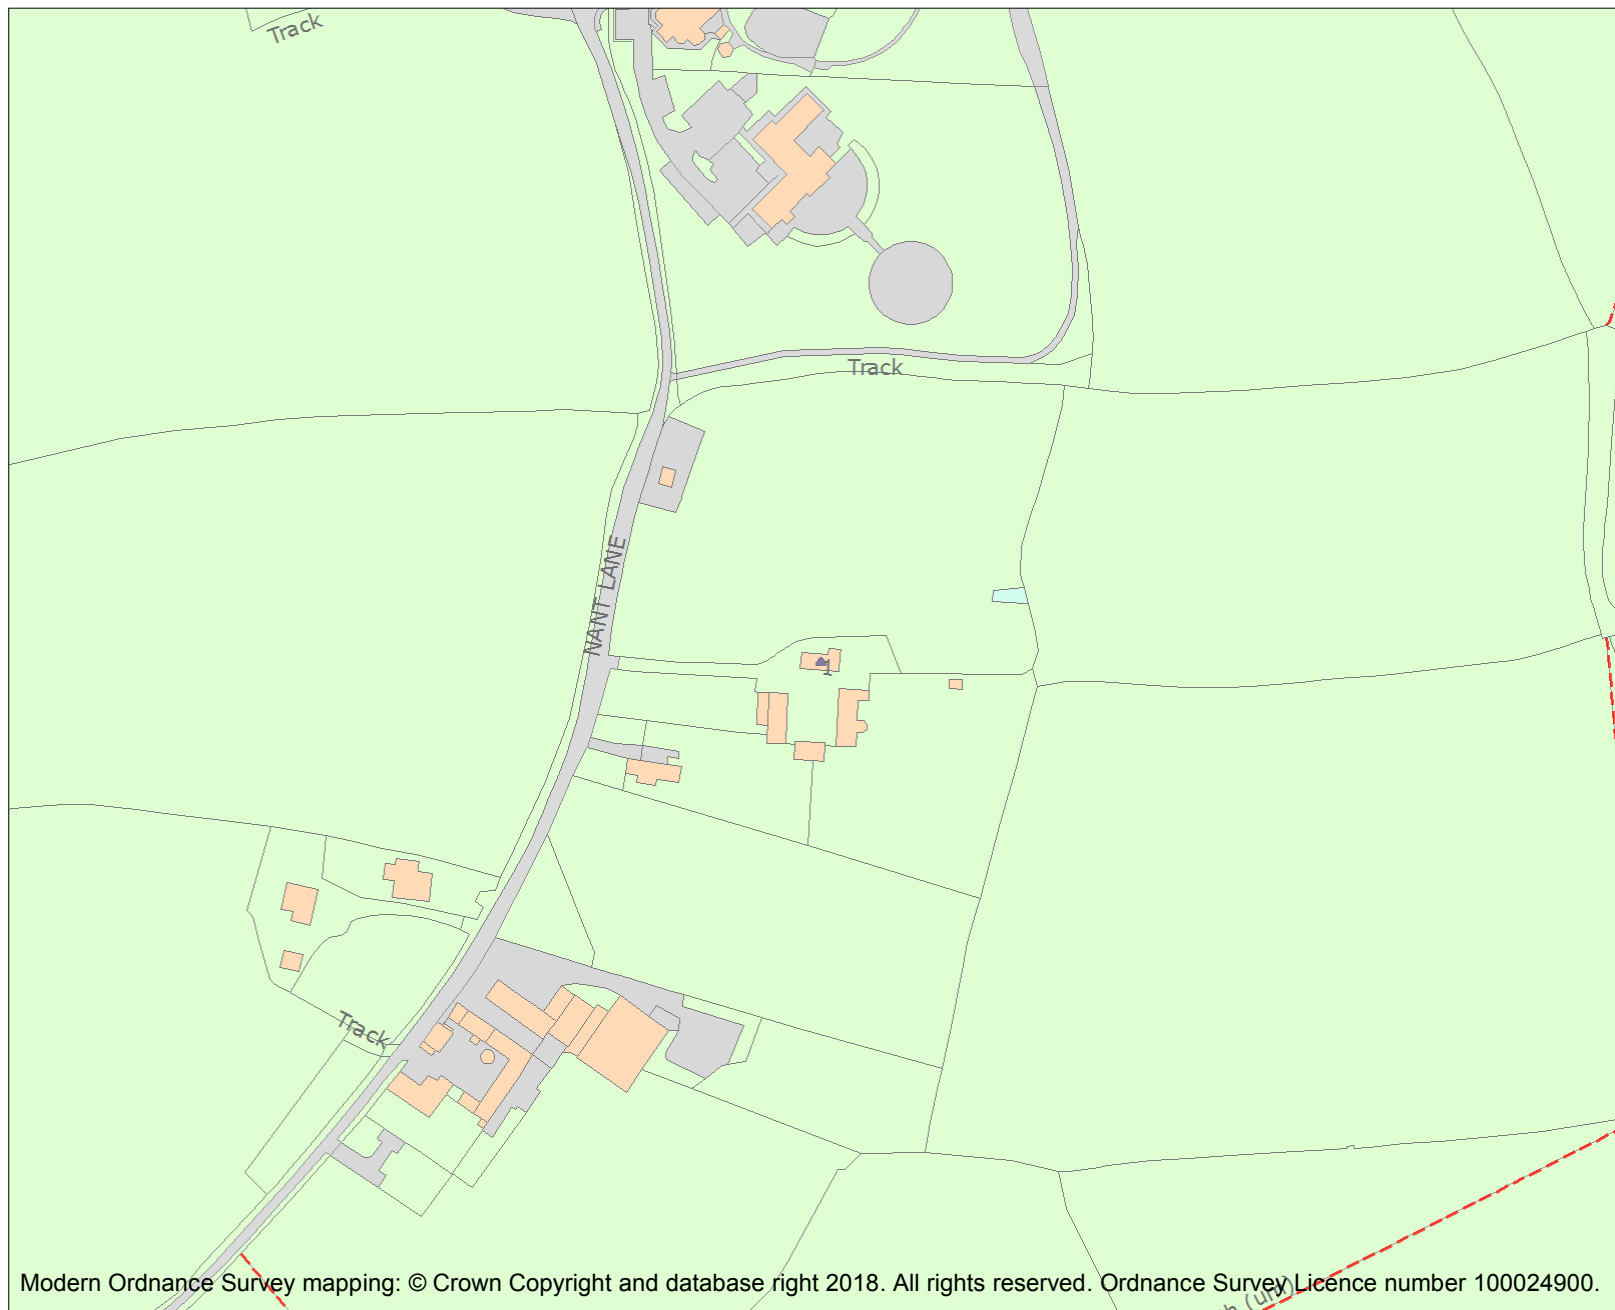 Track
Track
NANT LANE
1
Track
(um)
Modern Ordnance Survey mapping: © Crown Copyright and database right 2018. All rights reserved. Ordnance Survey Licence number 100024900.